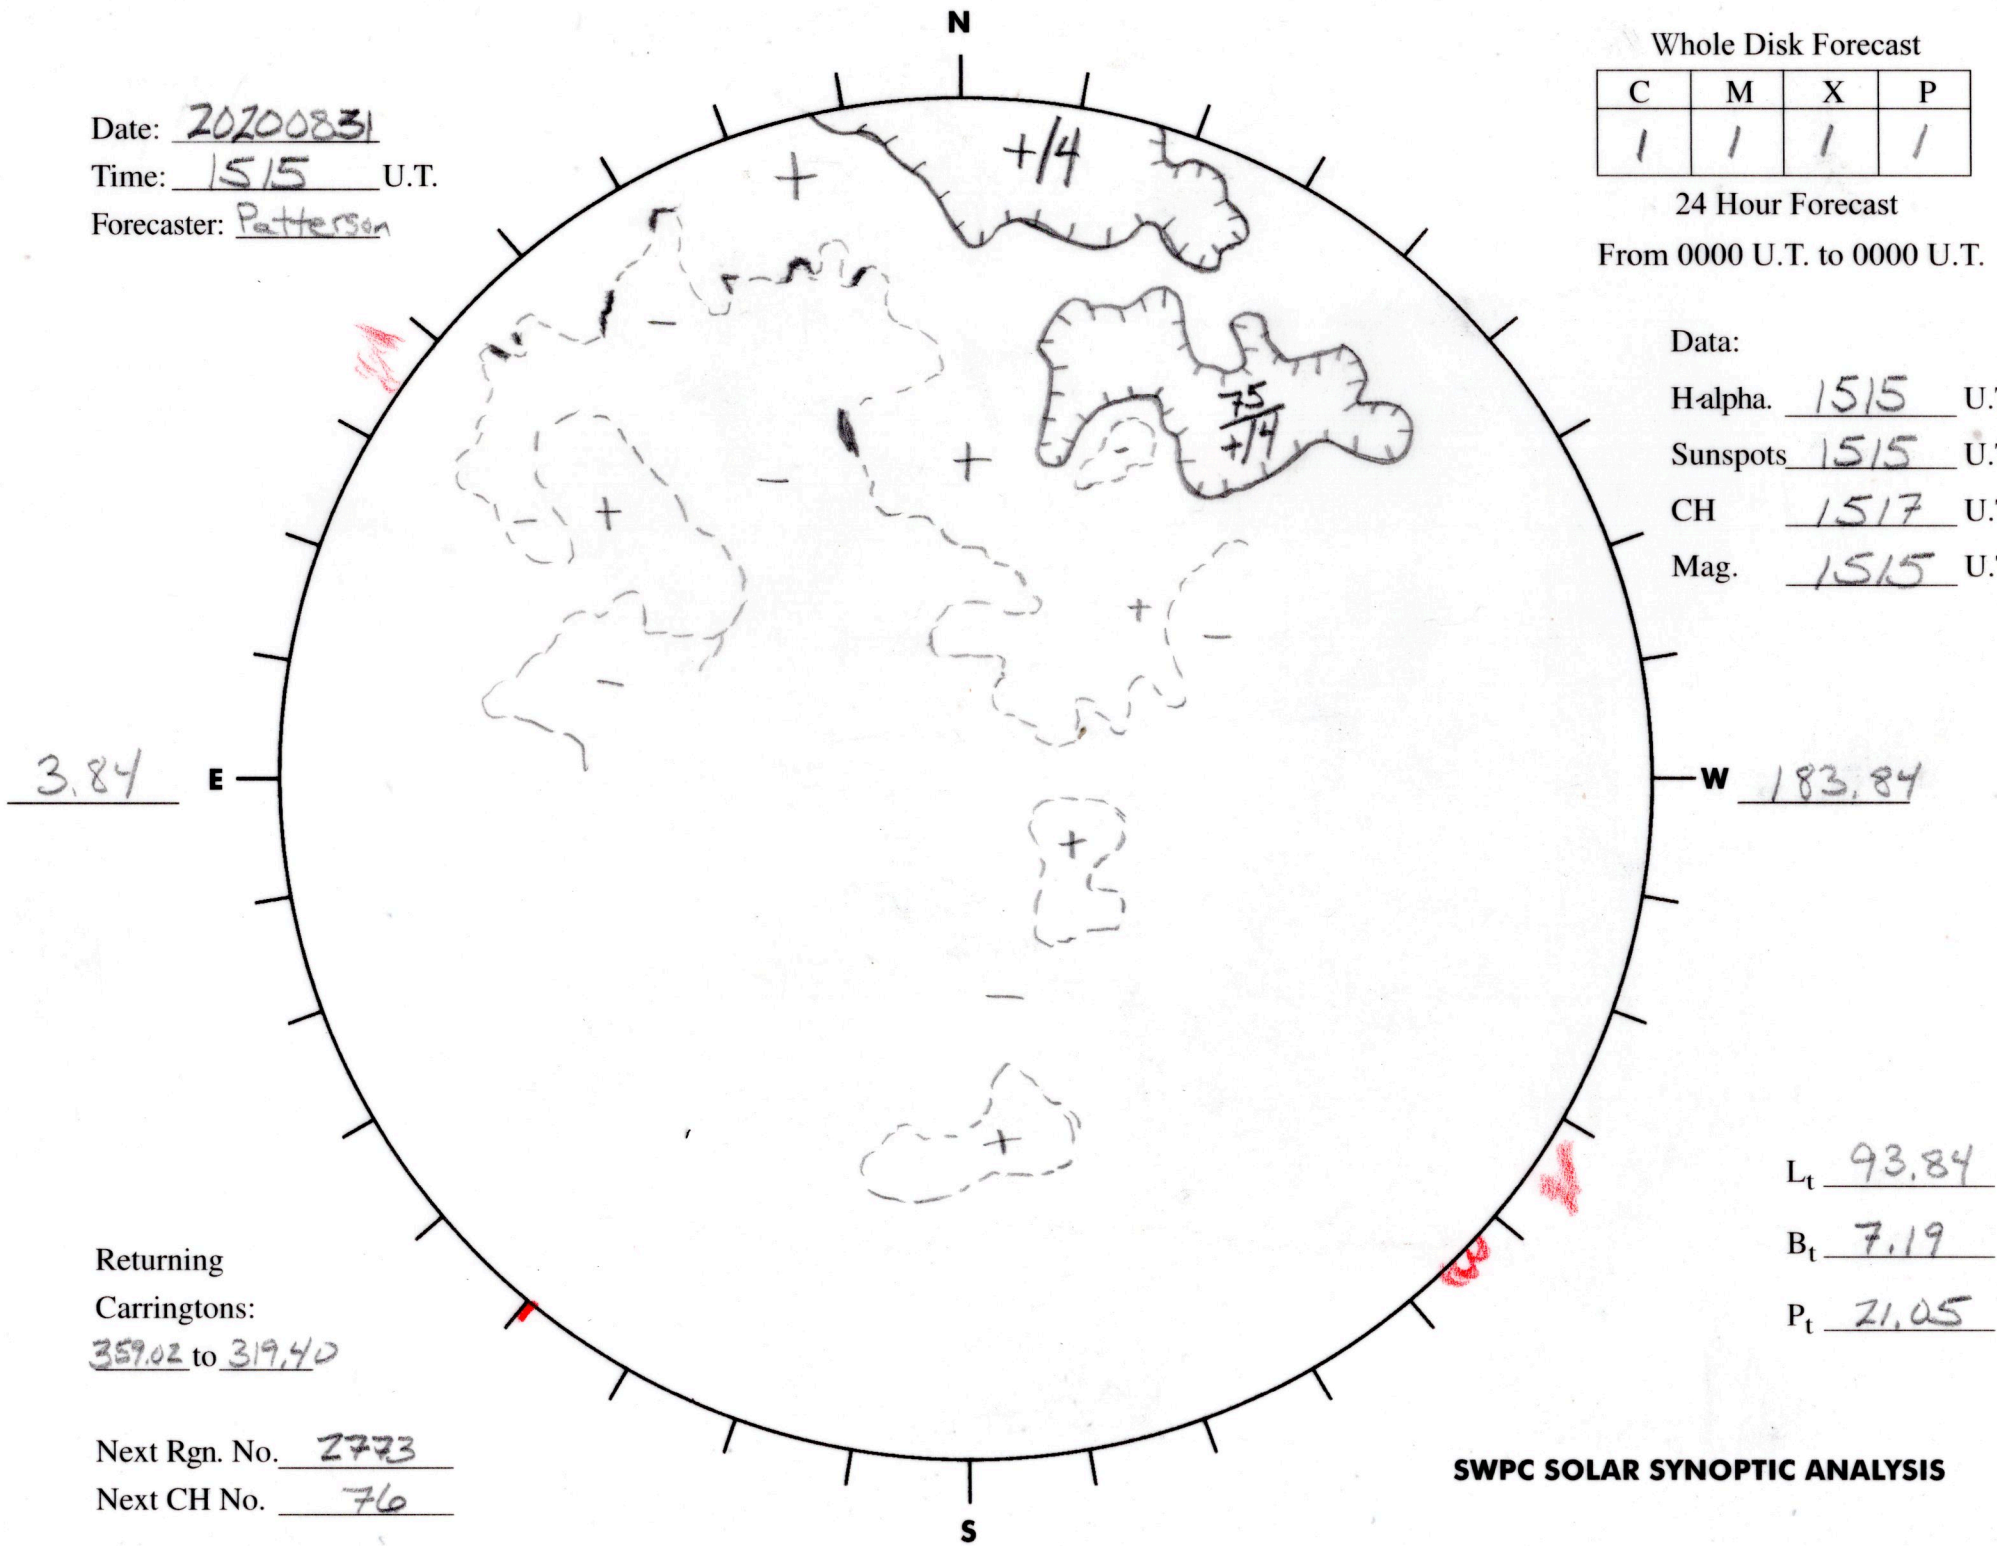 N
Whole Disk Forecast
C M X P
1 1 1 1
24 Hour Forecast
From 0000 U.T. to 0000 U.T.
Date: 20200831
Time: 1515 U.T.
Forecaster: Patterson
+/4
+
-
75
+/4
-
+
-
+
-
Data:
H-alpha. 1515 U.T
Sunspots 1515 U.T
CH 1517 U.T
Mag. 1515 U.T
+
-
-
3.84 E
W 183.84
+
-
+
Lt 93.84
Bt 7.19
Pt 21.05
Returning
Carringtons:
359.02 to 319.40
Next Rgn. No. 2773
Next CH No. 76
SWPC SOLAR SYNOPTIC ANALYSIS
S